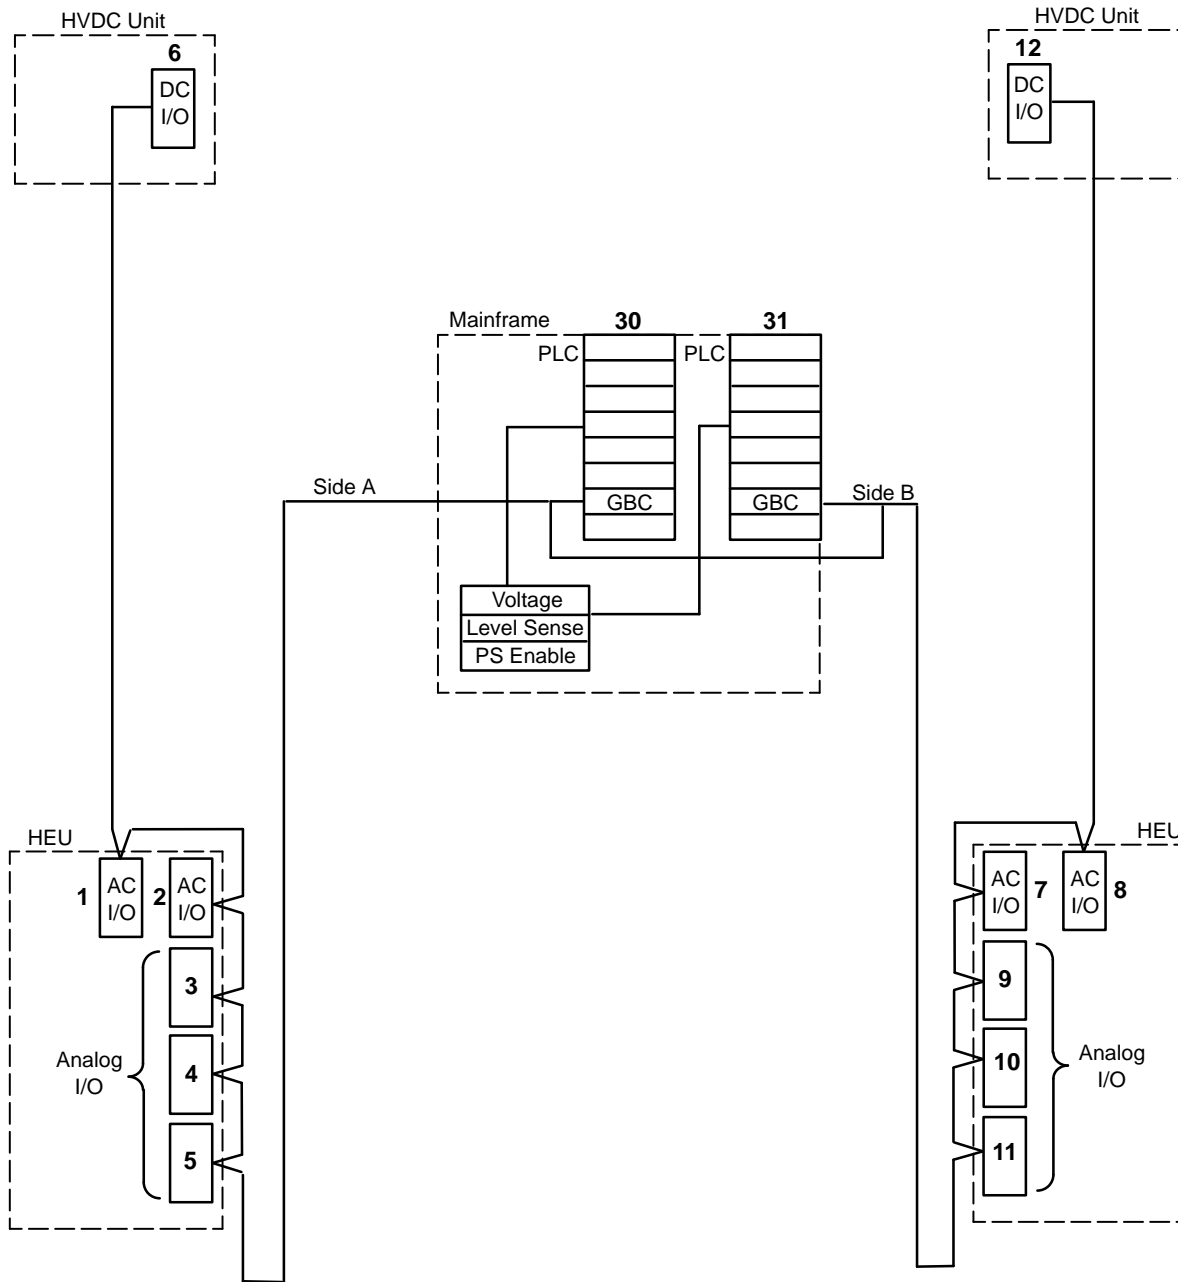 HVDC Unit
6
DC
I/O
HVDC Unit
12
DC
I/O
Mainframe
30
31
PLC
PLC
Side A
GBC
GBC
Side B
Voltage
Level Sense
PS Enable
HEU
1
AC
I/O
2
AC
I/O
3
4
5
Analog
I/O
HEU
AC
I/O
7
AC
I/O
8
9
10
11
Analog
I/O